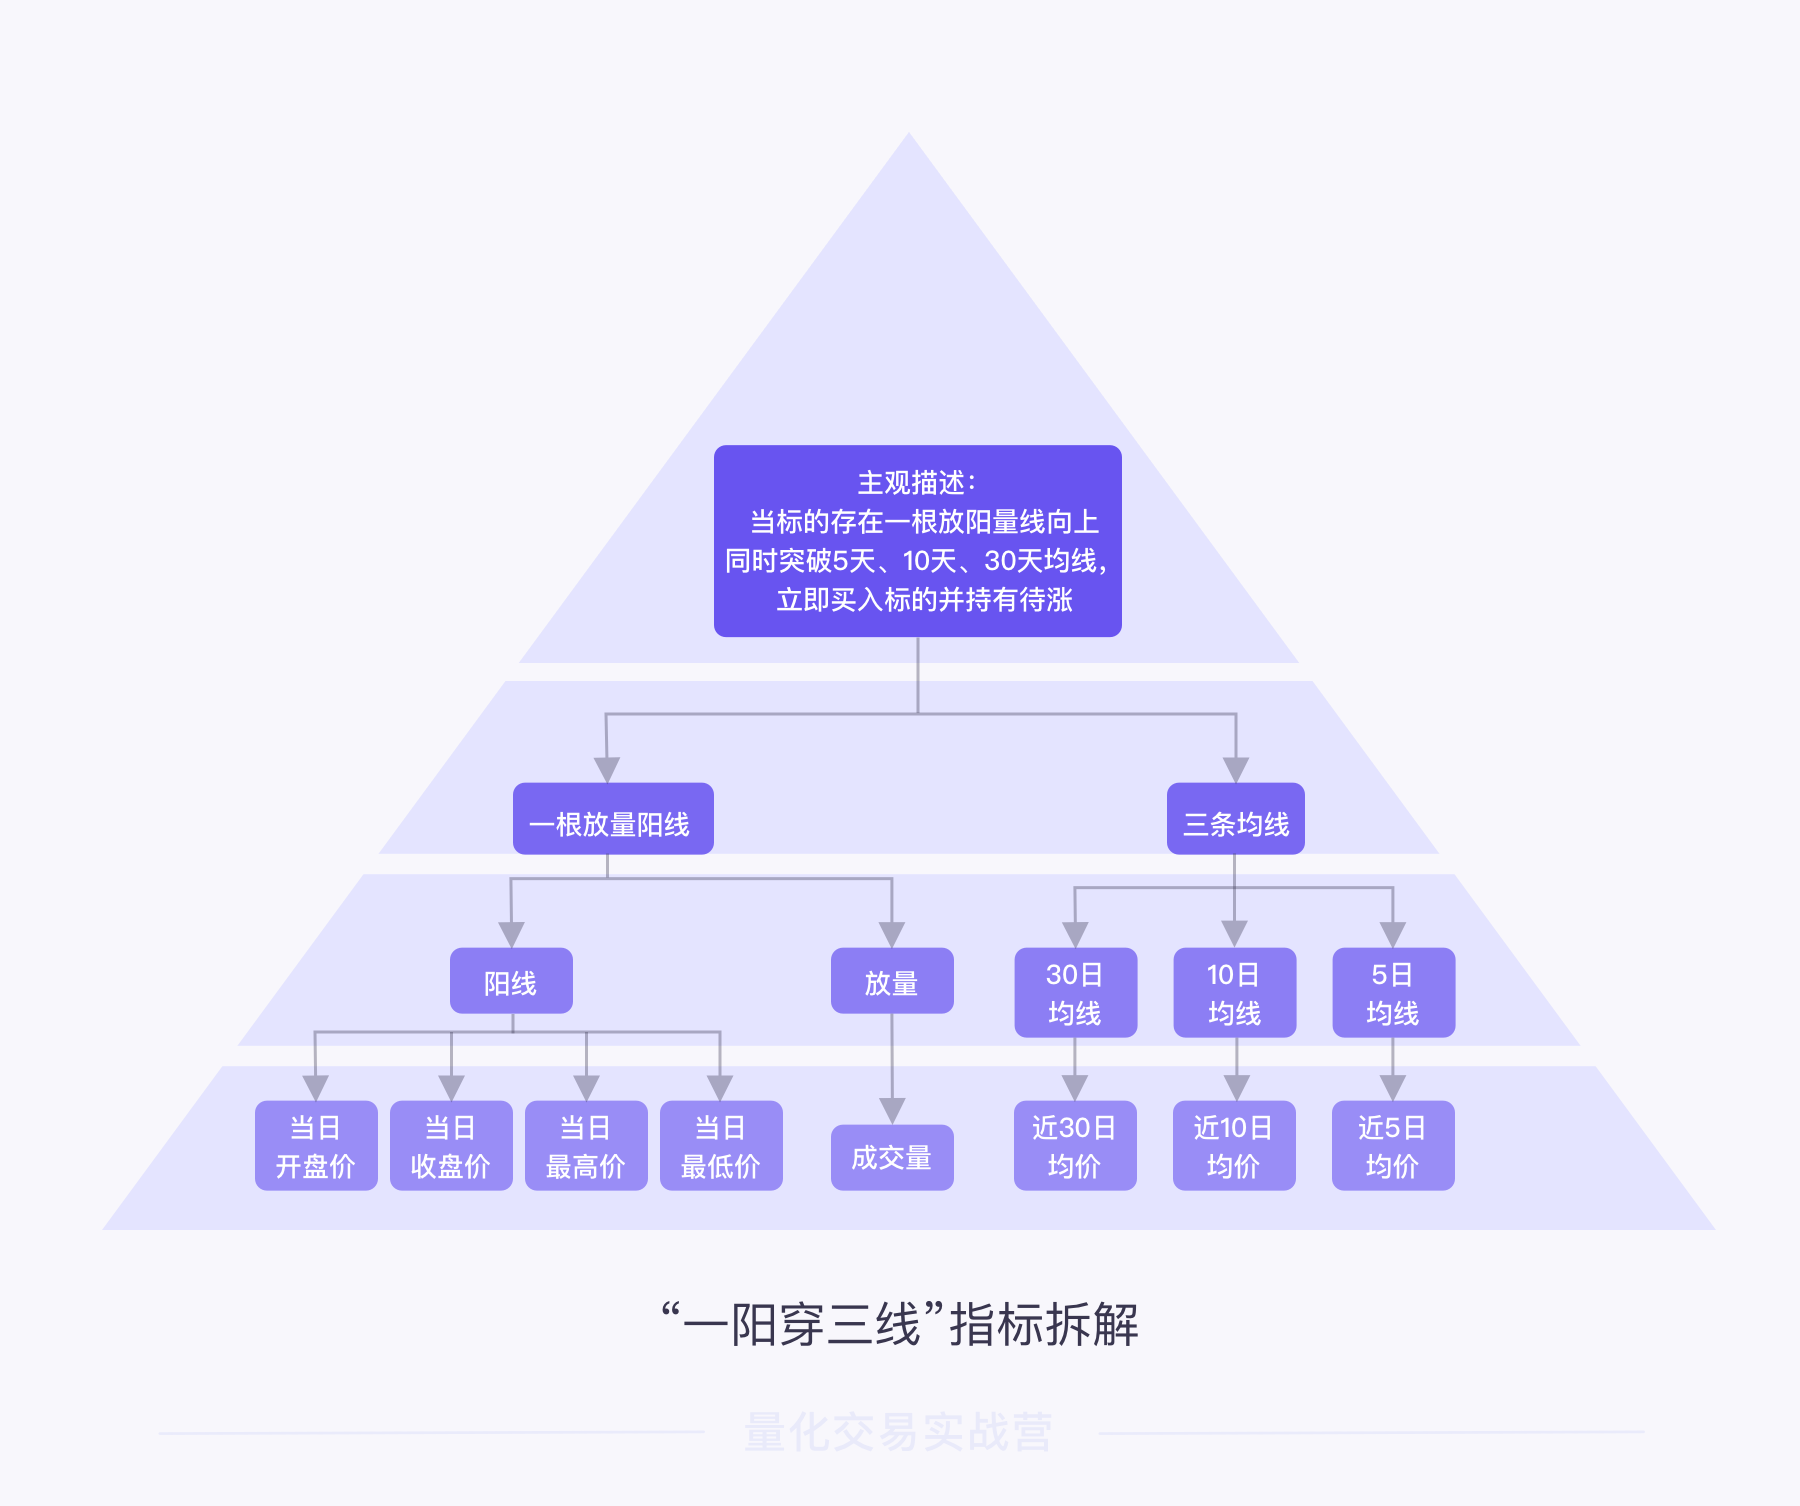 主观描述：
当标的存在一根放阳量线向上
同时突破5天、10天、30天均线，
立即买入标的并持有待涨
一根放量阳线
三条均线
阳线
放量
30日
均线
10日
均线
5日
均线
当日
开盘价
当日
收盘价
当日
最高价
当日
最低价
成交量
近30日
均价
近10日
均价
近5日
均价
“一阳穿三线”指标拆解
量化交易实战营